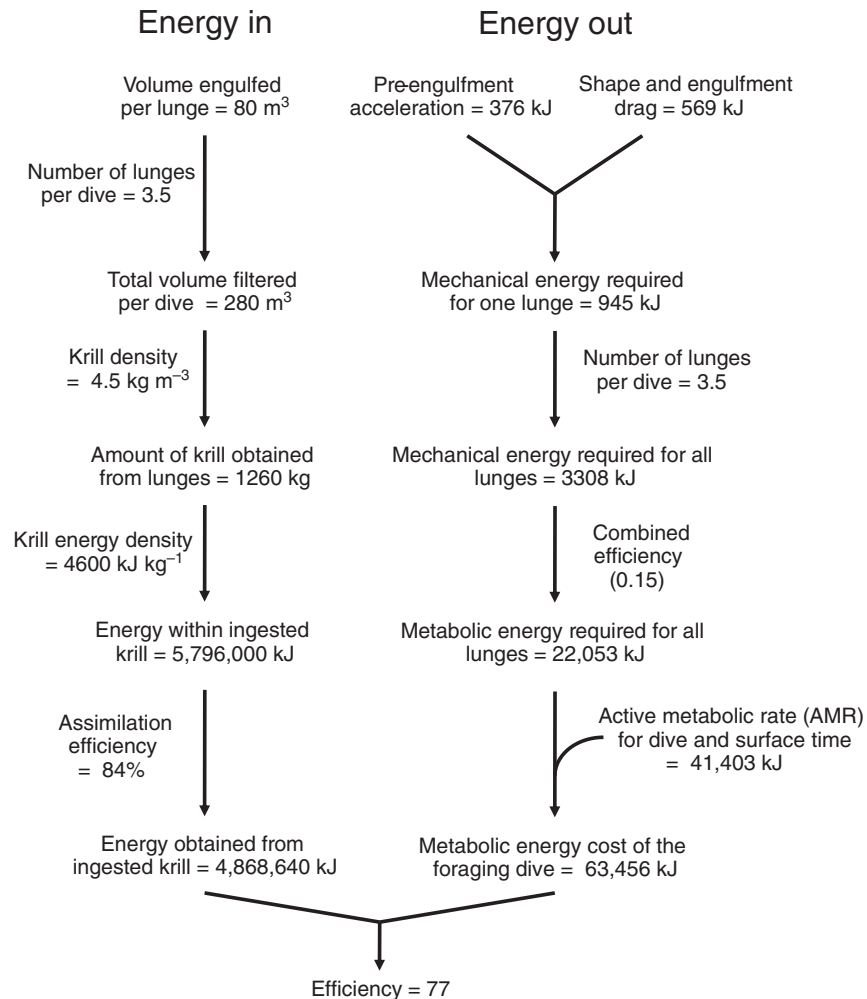 Energy in
Energy out
Volume engulfed
per lunge = 80 m³
Pre-engulfment
acceleration = 376 kJ
Shape and engulfment
drag = 569 kJ
Number of lunges
per dive = 3.5
Total volume filtered
per dive = 280 m³
Mechanical energy required
for one lunge = 945 kJ
Krill density
= 4.5 kg m⁻³
Number of lunges
per dive = 3.5
Amount of krill obtained
from lunges = 1260 kg
Mechanical energy required for all
lunges = 3308 kJ
Krill energy density
= 4600 kJ kg⁻¹
Combined
efficiency
(0.15)
Energy within ingested
krill = 5,796,000 kJ
Metabolic energy required for all
lunges = 22,053 kJ
Assimilation
efficiency
= 84%
Active metabolic rate (AMR)
for dive and surface time
= 41,403 kJ
Energy obtained from
ingested krill = 4,868,640 kJ
Metabolic energy cost of the
foraging dive = 63,456 kJ
Efficiency = 77